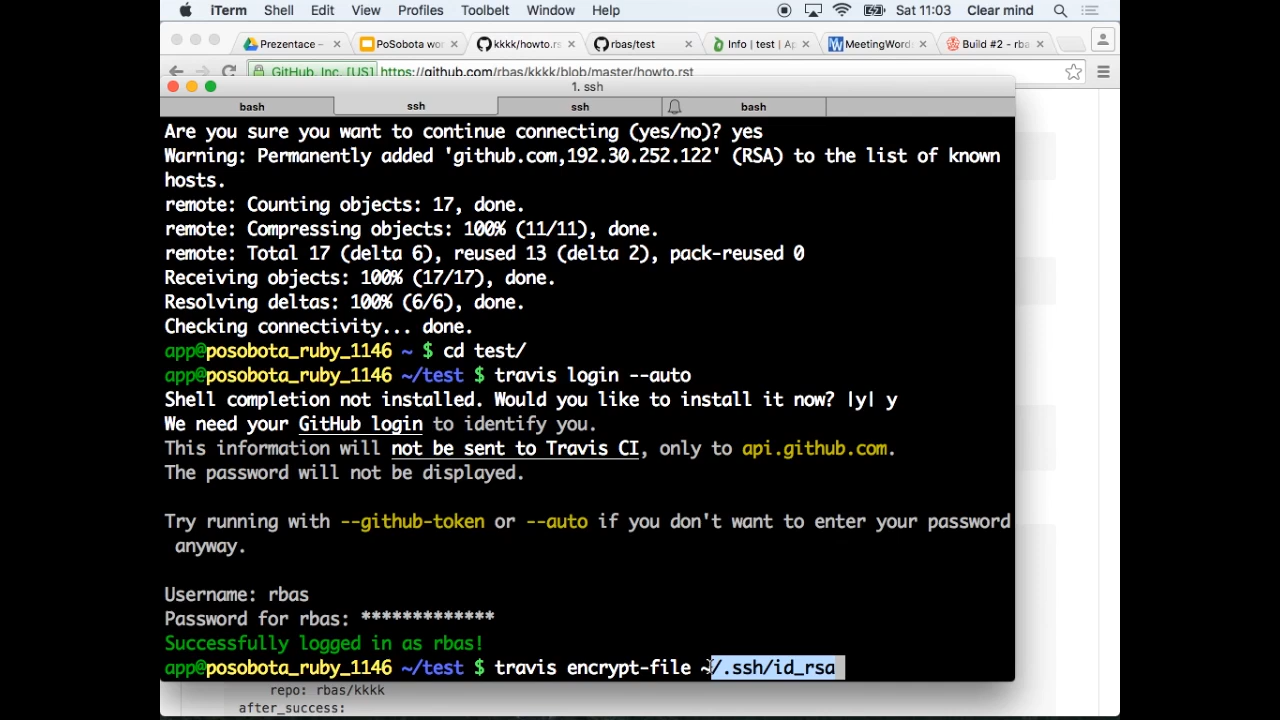 iTerm Shell Edit View Profiles Toolbelt Window Help Sat 11:03 Clear mind
Prezentace – PoSobota wo kkkk/howto.rs rbas/test Info | test | Ap MeetingWord Build #2 - rba
GitHub, Inc. [US] https://github.com/rbas/kkkk/blob/master/howto.rst
1. ssh
bash ssh ssh bash
Are you sure you want to continue connecting (yes/no)? yes
Warning: Permanently added 'github.com,192.30.252.122' (RSA) to the list of known
hosts.
remote: Counting objects: 17, done.
remote: Compressing objects: 100% (11/11), done.
remote: Total 17 (delta 6), reused 13 (delta 2), pack-reused 0
Receiving objects: 100% (17/17), done.
Resolving deltas: 100% (6/6), done.
Checking connectivity... done.
app@posobota_ruby_1146 ~ $ cd test/
app@posobota_ruby_1146 ~/test $ travis login --auto
Shell completion not installed. Would you like to install it now? |y| y
We need your GitHub login to identify you.
This information will not be sent to Travis CI, only to api.github.com.
The password will not be displayed.
Try running with --github-token or --auto if you don't want to enter your password
anyway.
Username: rbas
Password for rbas: *************
Successfully logged in as rbas!
app@posobota_ruby_1146 ~/test $ travis encrypt-file ~/.ssh/id_rsa
repo: rbas/kkkk
after_success: